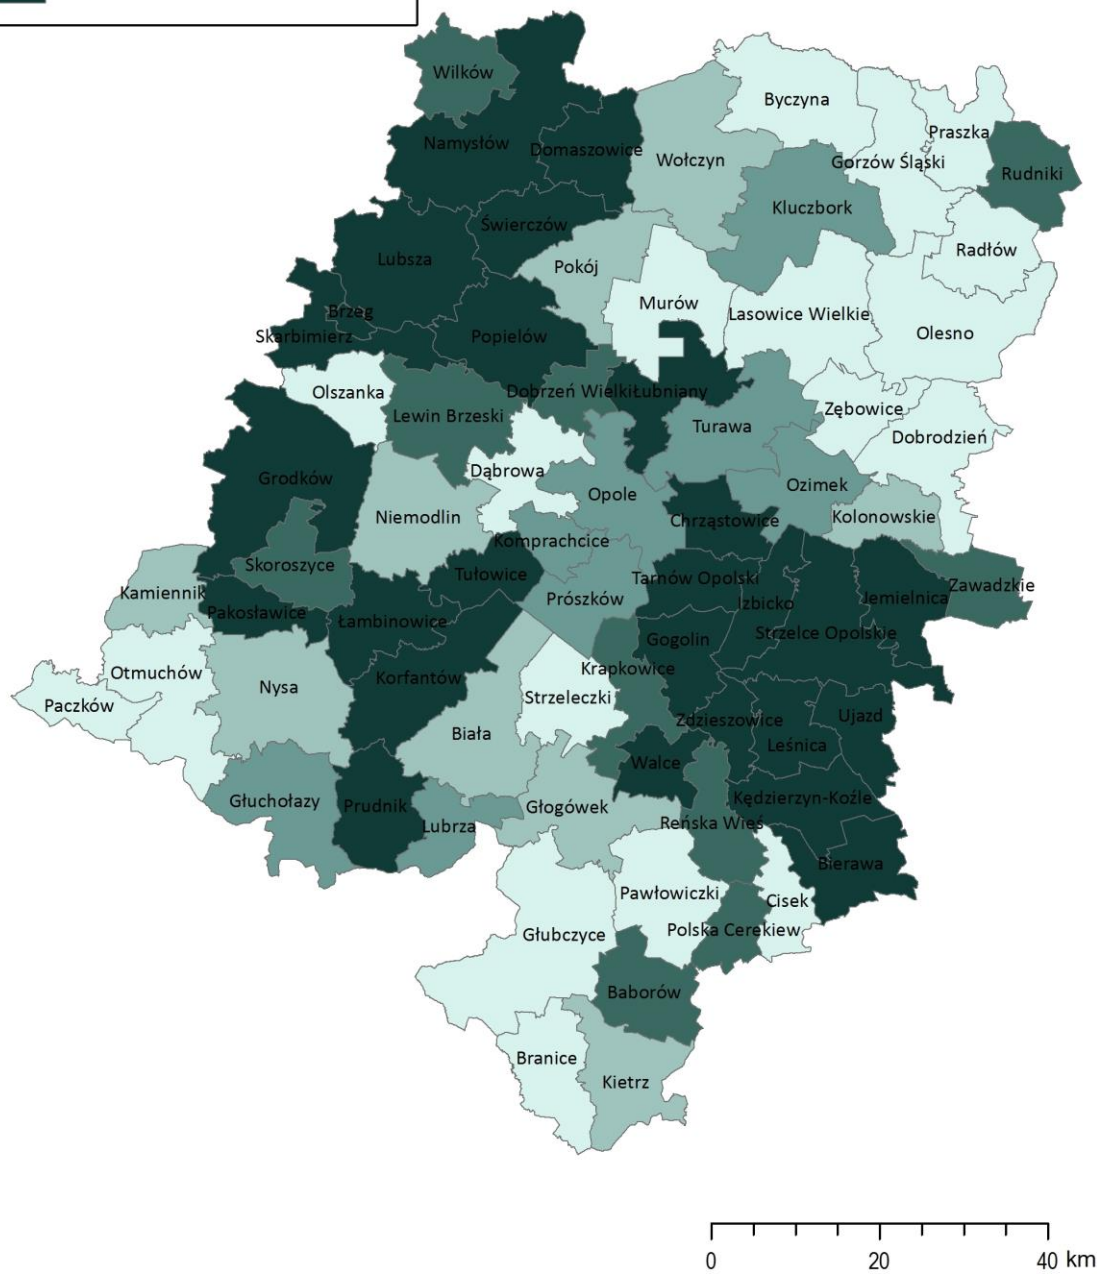 Wilków
Byczyna
Praszka
Namysłów
Domaszowice
Wołczyn
Gorzów Śląski
Rudniki
Kluczbork
Świerczów
Radłów
Lubsza
Pokój
Murów
Brzeg
Lasowice Wielkie
Skarbimierz
Popielów
Olesno
Olszanka
Dobrzeń Wielki
Łubniany
Lewin Brzeski
Zębowice
Turawa
Dobrodzień
Dąbrowa
Grodków
Ozimek
Opole
Niemodlin
Chrząstowice
Kolonowskie
Komprachcice
Skoroszyce
Tułowice
Tarnów Opolski
Zawadzkie
Kamiennik
Prószków
Izbicko
Jemielnica
Pakosławice
Łambinowice
Gogolin
Strzelce Opolskie
Otmuchów
Krapkowice
Korfantów
Nysa
Strzeleczki
Paczków
Zdzieszowice
Ujazd
Biała
Leśnica
Walce
Głuchołazy
Prudnik
Głogówek
Kędzierzyn-Koźle
Lubrza
Reńska Wieś
Bierawa
Pawłowiczki
Cisek
Głubczyce
Polska Cerekiew
Baborów
Branice
Kietrz
0 20 40 km